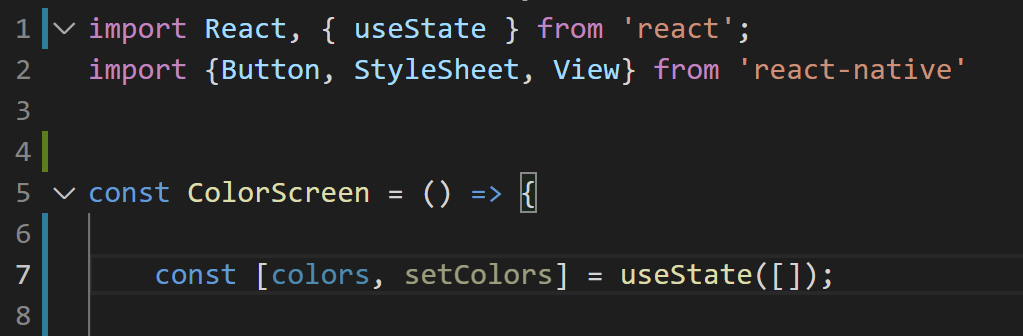 1 import React, { useState } from 'react';
2 import {Button, StyleSheet, View} from 'react-native'
3
4
5 const ColorScreen = () => {
6
7 const [colors, setColors] = useState([]);
8